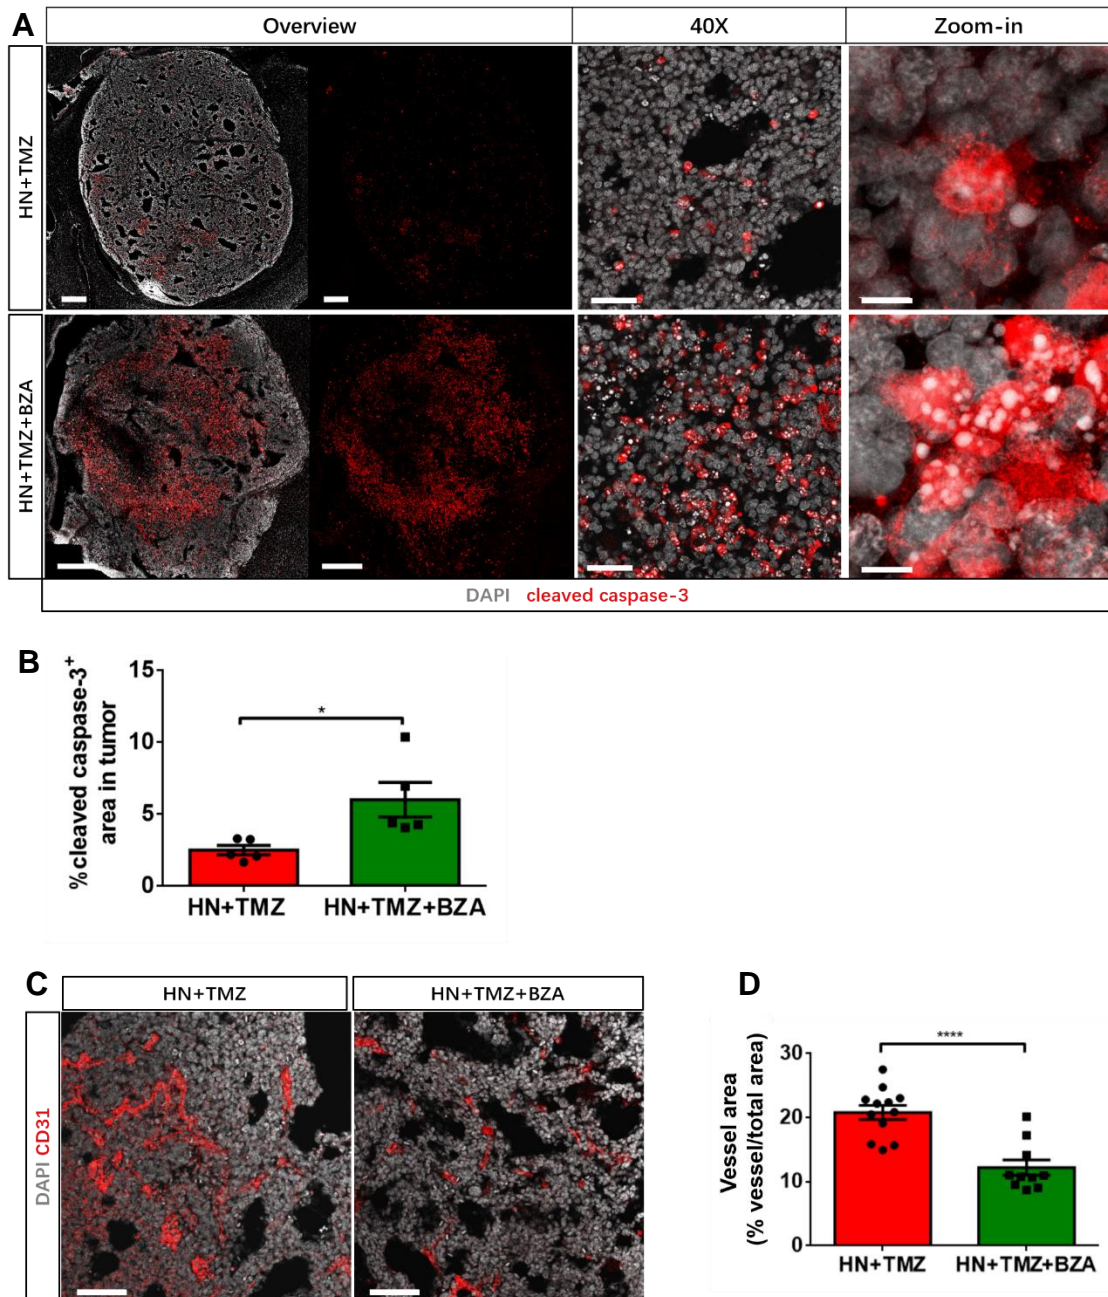 A
Overview
40X
Zoom-in
HN+TMZ
HN+TMZ+BZA
DAPI cleaved caspase-3
B
%cleaved caspase-3+
area in tumor
15
10
5
0
*
HN+TMZ
HN+TMZ+BZA
C
HN+TMZ
HN+TMZ+BZA
DAPI CD31
D
Vessel area
(% vessel/total area)
30
20
10
0
****
HN+TMZ
HN+TMZ+BZA